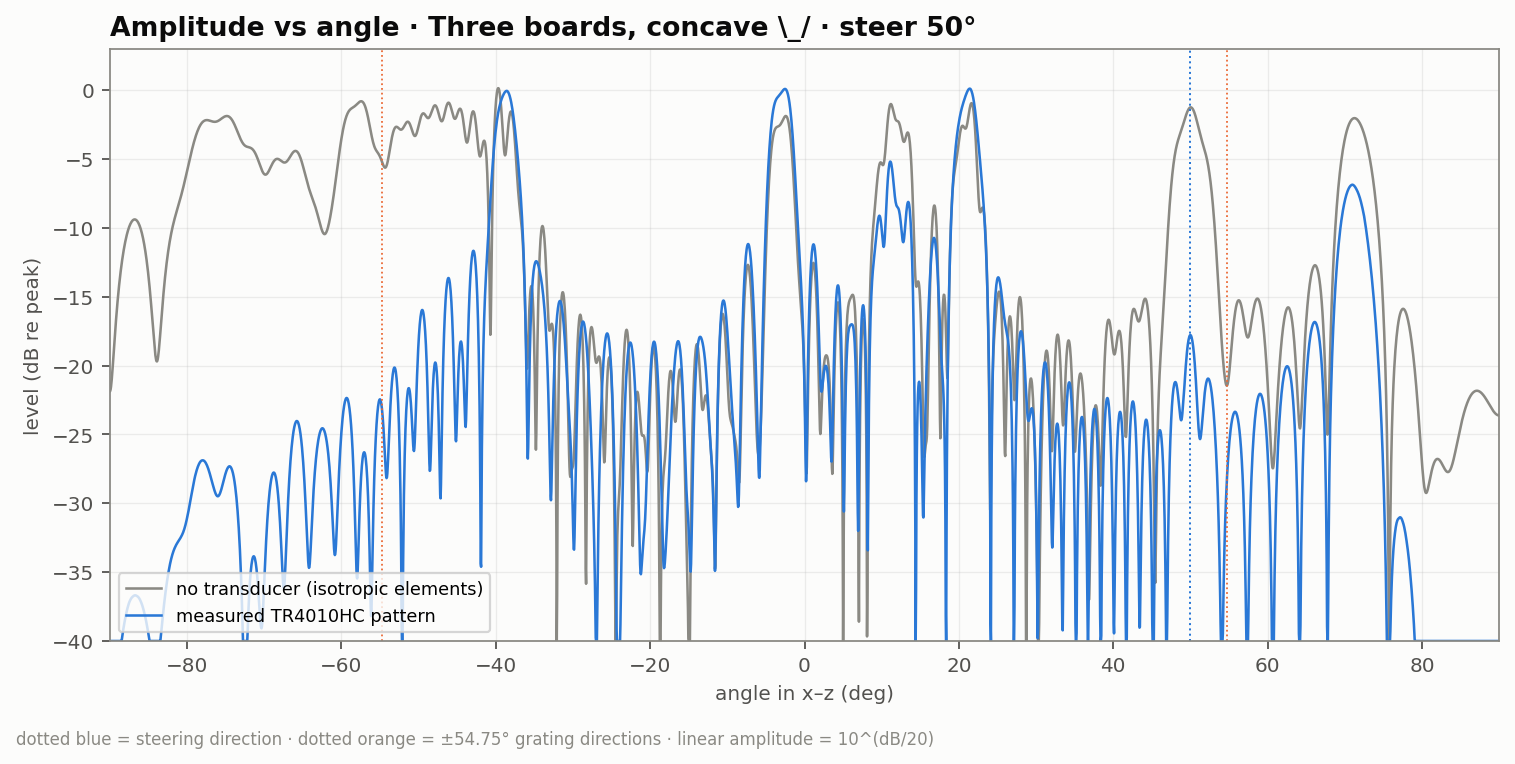 Amplitude vs angle · Three boards, concave \_/ · steer 50°
level (dB re peak)
0
−5
−10
−15
−20
−25
−30
−35
−40
no transducer (isotropic elements)
measured TR4010HC pattern
−80 −60 −40 −20 0 20 40 60 80
angle in x–z (deg)
dotted blue = steering direction · dotted orange = ±54.75° grating directions · linear amplitude = 10^(dB/20)